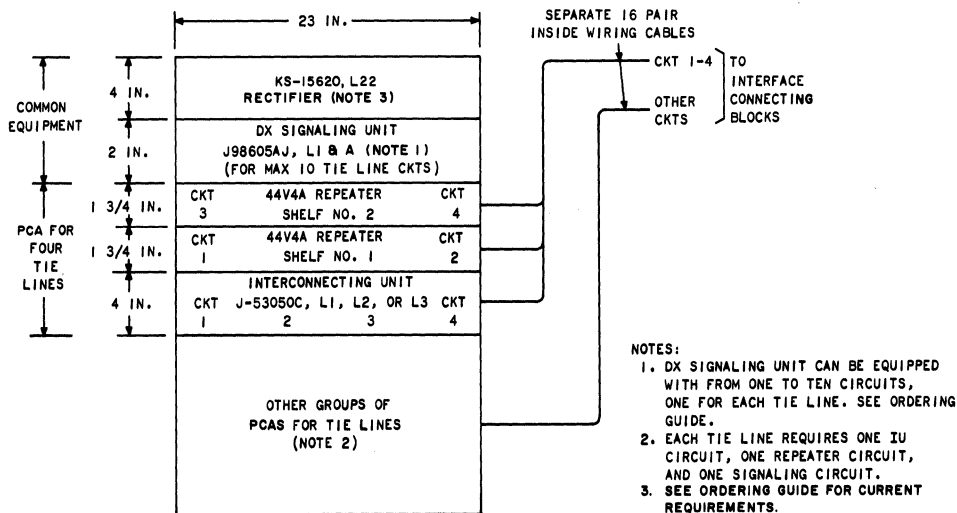 23 IN.
SEPARATE 16 PAIR
INSIDE WIRING CABLES
CKT 1-4
TO
INTERFACE
CONNECTING
BLOCKS
OTHER
CKTS
COMMON
EQUIPMENT
4 IN.
KS-15620, L22
RECTIFIER (NOTE 3)
2 IN.
DX SIGNALING UNIT
J98605AJ, L1 & A (NOTE 1)
(FOR MAX 10 TIE LINE CKTS)
PCA FOR
FOUR
TIE
LINES
1 3/4 IN.
CKT 44V4A REPEATER CKT
3 SHELF NO. 2 4
1 3/4 IN.
CKT 44V4A REPEATER CKT
1 SHELF NO. 1 2
4 IN.
INTERCONNECTING UNIT
CKT J-53050C, L1, L2, OR L3 CKT
1 2 3 4
OTHER GROUPS OF
PCAS FOR TIE LINES
(NOTE 2)
NOTES:
1. DX SIGNALING UNIT CAN BE EQUIPPED
WITH FROM ONE TO TEN CIRCUITS,
ONE FOR EACH TIE LINE. SEE ORDERING
GUIDE.
2. EACH TIE LINE REQUIRES ONE IU
CIRCUIT, ONE REPEATER CIRCUIT,
AND ONE SIGNALING CIRCUIT.
3. SEE ORDERING GUIDE FOR CURRENT
REQUIREMENTS.